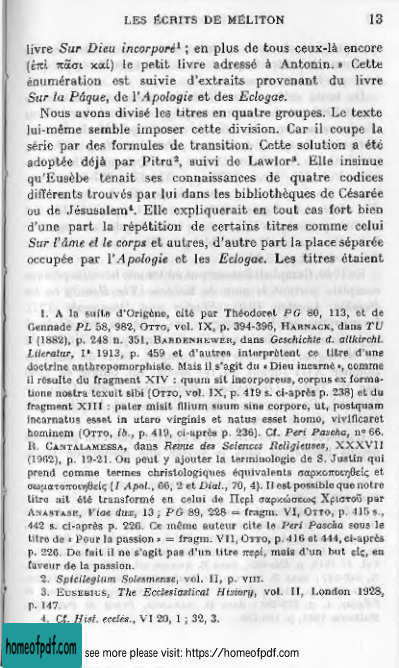 LES ÉCRITS DE MÉLITON 13
livre Sur Dieu incorporé¹ ; en plus de tous ceux-là encore
(ἐπὶ πᾶσι καὶ) le petit livre adressé à Antonin. » Cette
énumération est suivie d'extraits provenant du livre
Sur la Pâque, de l'Apologie et des Eclogae.
Nous avons divisé les titres en quatre groupes. Le texte
lui-même semble imposer cette division. Car il coupe la
série par des formules de transition. Cette solution a été
adoptée déjà par Pitra², suivi de Lawlor³. Elle insinue
qu'Eusèbe tenait ses connaissances de quatre codices
différents trouvés par lui dans les bibliothèques de Césarée
ou de Jésusalem⁴. Elle expliquerait en tout cas fort bien
d'une part la répétition de certains titres comme celui
Sur l'âme et le corps et autres, d'autre part la place séparée
occupée par l'Apologie et les Eclogae. Les titres étaient
1. A la suite d'Origène, cité par Théodoret PG 80, 113, et de
Gennade PL 58, 982, OTTO, vol. IX, p. 394-396, HARNACK, dans TU
I (1882), p. 248 n. 351, BARDENHEWER, dans Geschichte d. altkirchl.
Literatur, I² 1913, p. 459 et d'autres interprètent ce titre d'une
doctrine anthropomorphiste. Mais il s'agit du « Dieu incarné », comme
il résulte du fragment XIV : quum sit incorporeus, corpus ex forma-
tione nostra texuit sibi (OTTO, vol. IX, p. 419 s. ci-après p. 238) et du
fragment XIII : pater misit filium suum sine corpore, ut, postquam
incarnatus esset in utero virginis et natus esset homo, vivificaret
hominem (OTTO, ib., p. 419, ci-après p. 236). Cf. Peri Pascha, n° 66.
R. CANTALAMESSA, dans Revue des Sciences Religieuses, XXXVII
(1962), p. 19-21. On peut y ajouter la terminologie de S. Justin qui
prend comme termes christologiques équivalents σαρκοποιηθείς et
σωματοποιηθείς (I Apol., 66, 2 et Dial., 70, 4). Il est possible que notre
titre ait été transformé en celui de Περὶ σαρκώσεως Χριστοῦ par
ANASTASE, Viae dux, 13 ; PG 89, 228 = fragm. VI, OTTO, p. 415 s.,
442 s. ci-après p. 226. Ce même auteur cite le Peri Pascha sous le
titre de « Pour la passion » = fragm. VII, OTTO, p. 416 et 444, ci-après
p. 226. De fait il ne s'agit pas d'un titre περί, mais d'un but εἰς, en
faveur de la passion.
2. Spicilegium Solesmense, vol. II, p. VIII.
3. EUSEBIUS, The Ecclesiastical History, vol. II, London 1928,
p. 147.
4. Cf. Hist. ecclés., VI 20, 1 ; 32, 3.
homeofpdf.com
see more please visit: https://homeofpdf.com